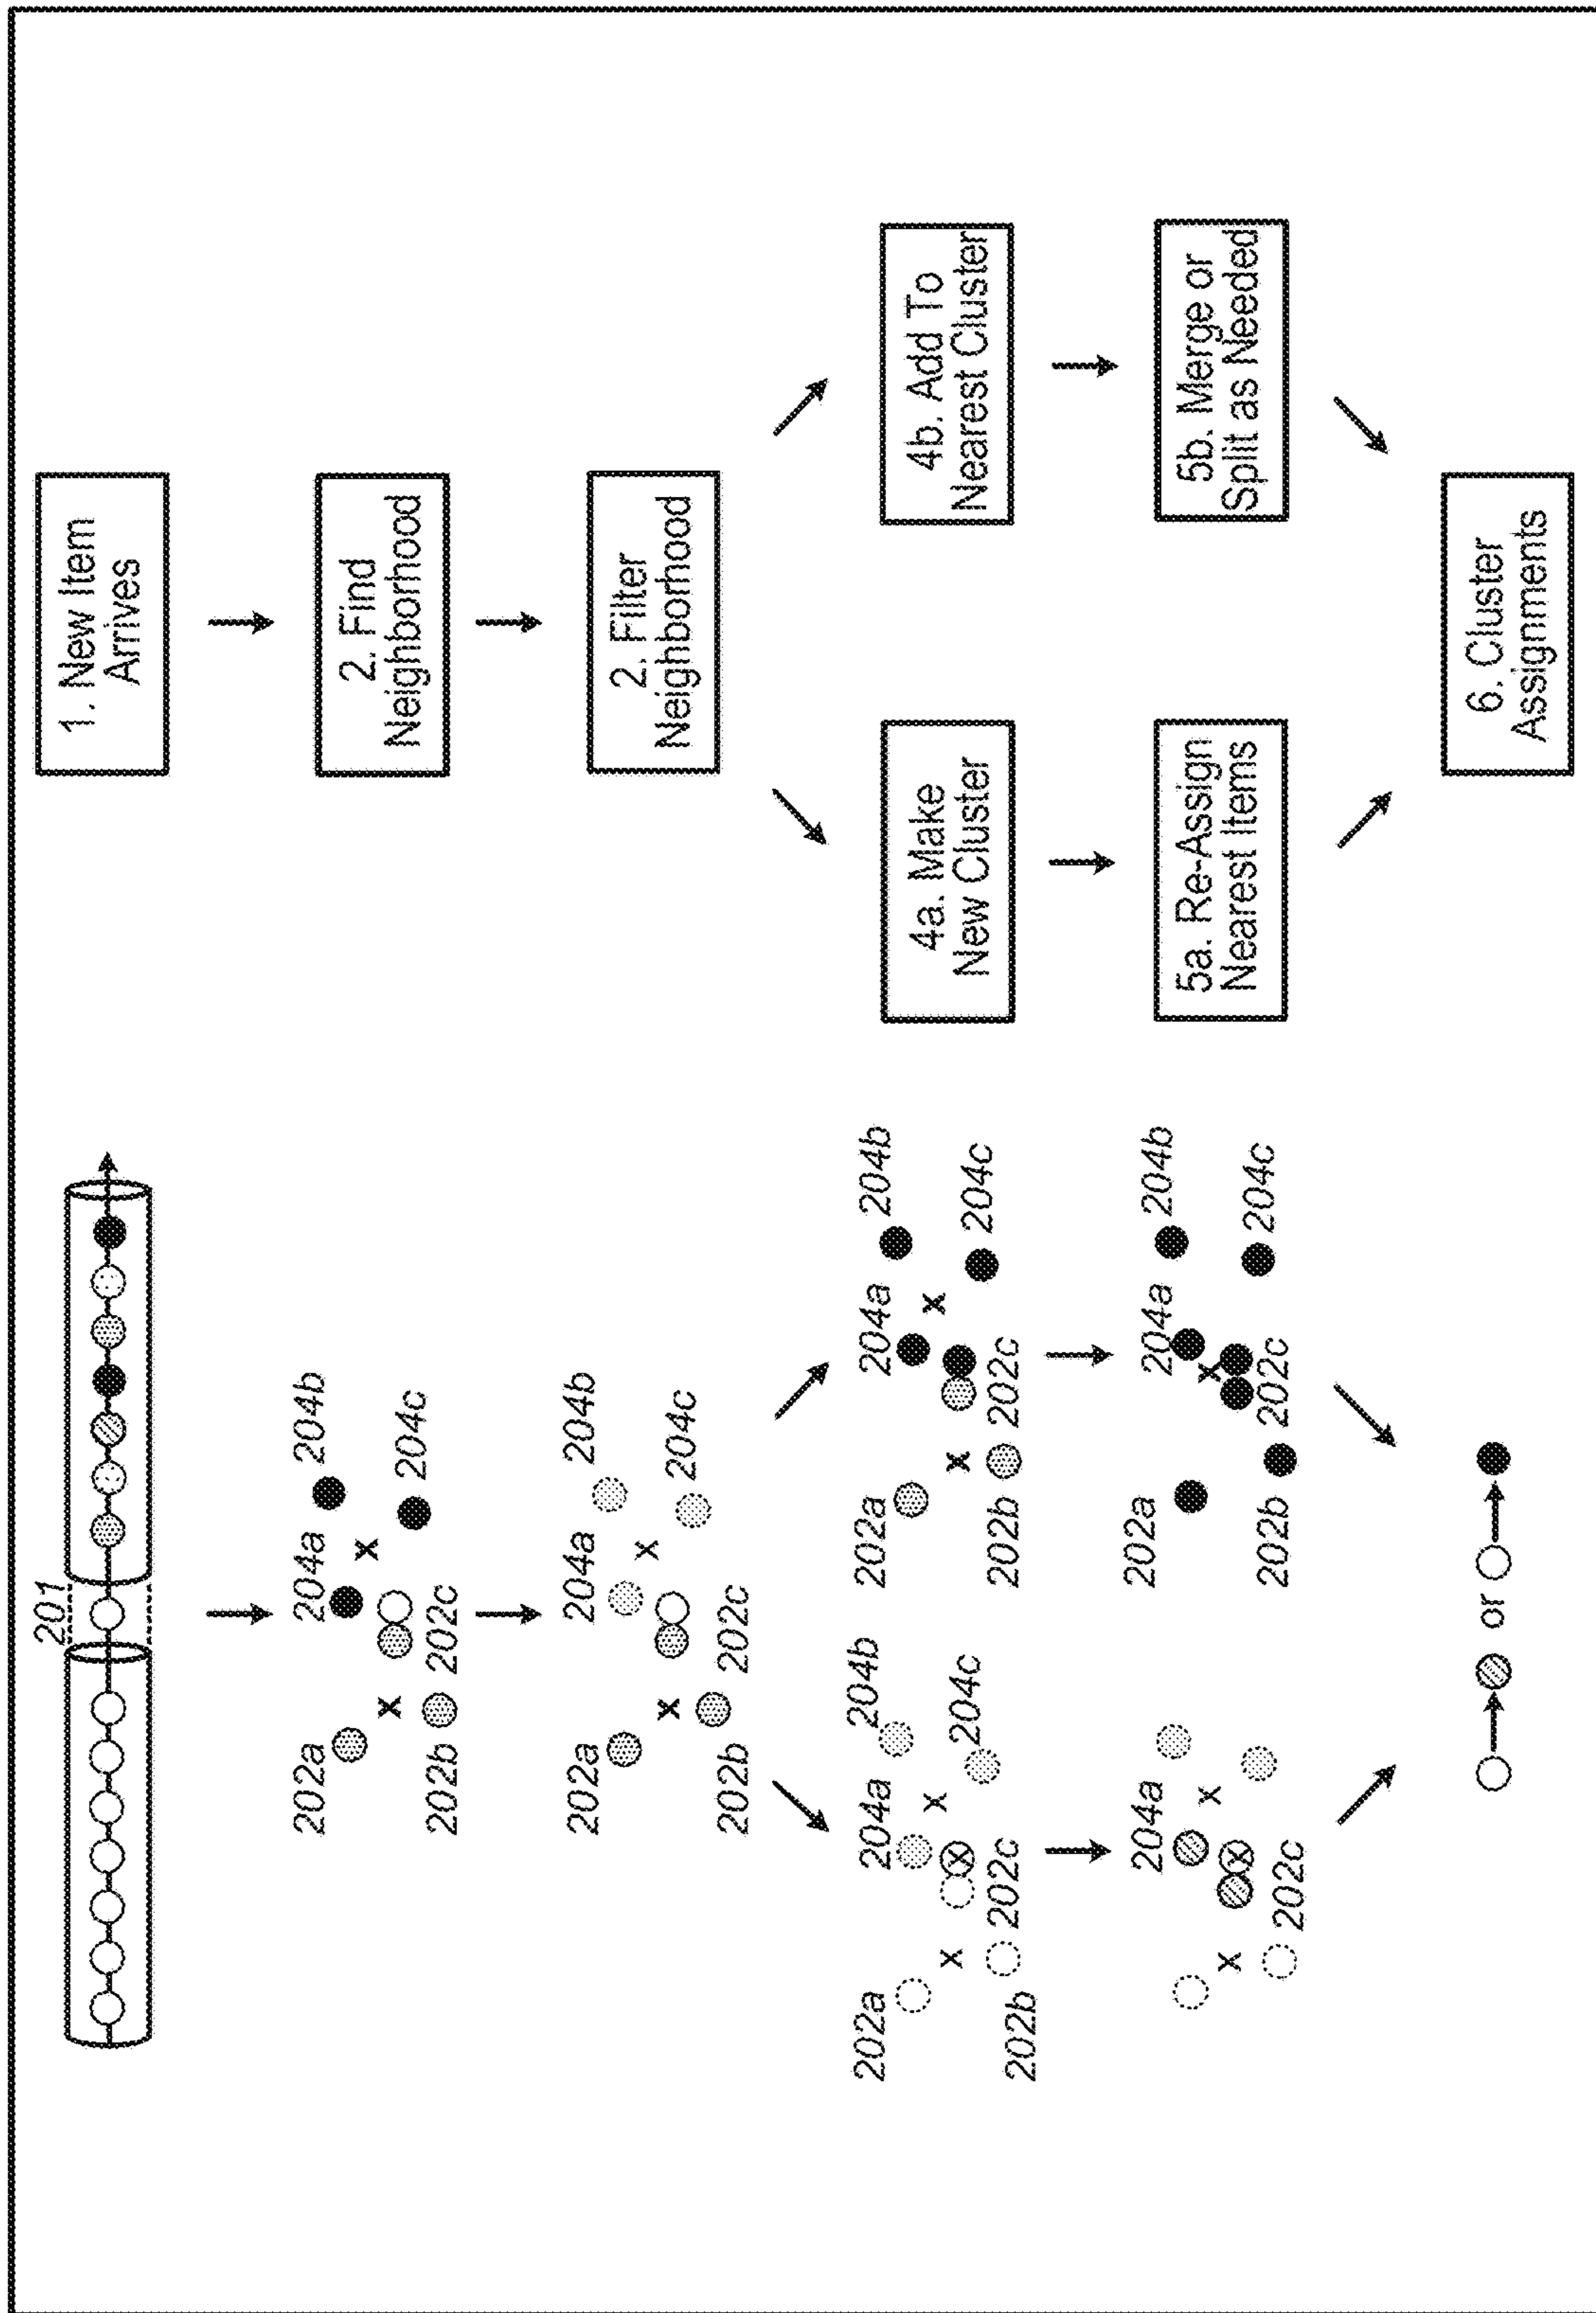 201
1. New Item
Arrives
202a
204a
204b
204c
202b
202c
2. Find
Neighborhood
202a
204a
204b
204c
202b
202c
2. Filter
Neighborhood
202a
204a
204b
204c
202b
202c
202a
204a
204b
204c
202b
202c
4a. Make
New Cluster
4b. Add To
Nearest Cluster
204a
202c
202a
204a
204b
204c
202b
202c
5a. Re-Assign
Nearest Items
5b. Merge or
Split as Needed
or
6. Cluster
Assignments